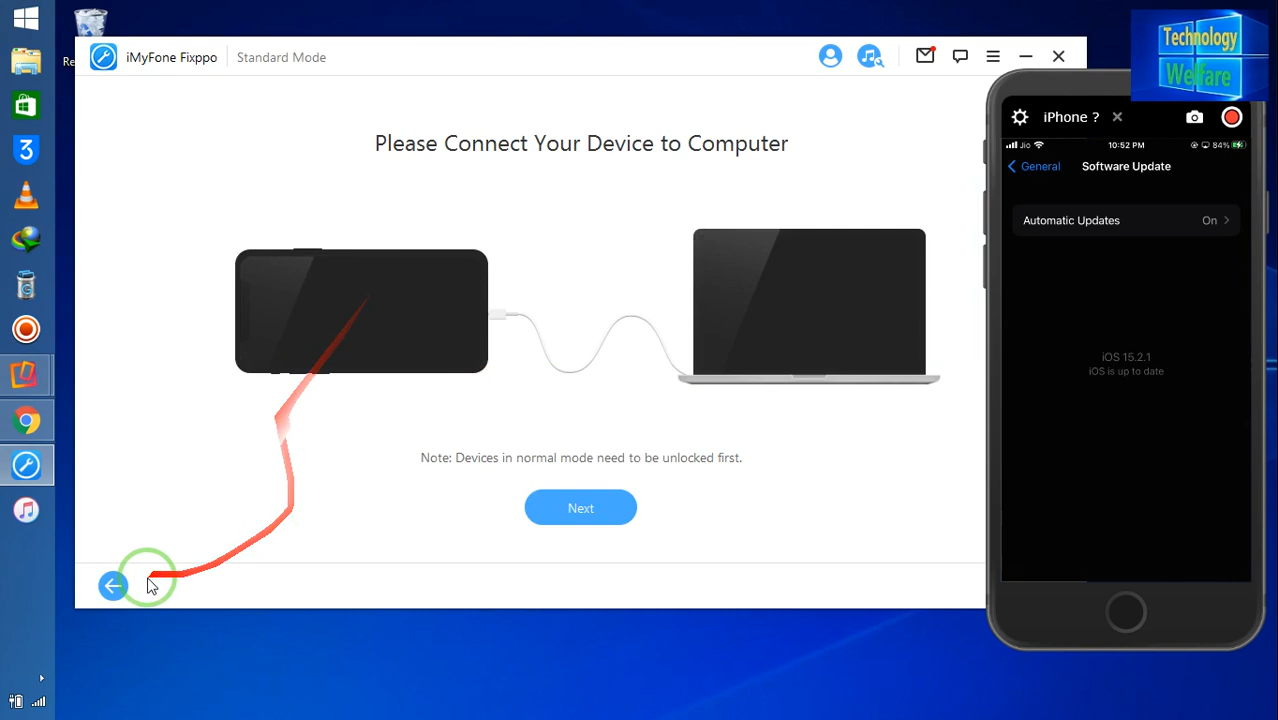 Re
iMyFone Fixppo
Standard Mode
Technology
Welfare
Please Connect Your Device to Computer
Note: Devices in normal mode need to be unlocked first.
Next
iPhone ?
Jio
10:52 PM
84%
General
Software Update
Automatic Updates
On
iOS 15.2.1
iOS is up to date
3